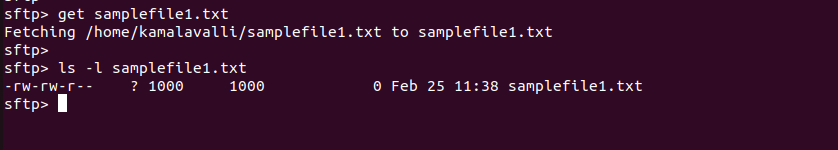 sftp> get samplefile1.txt
Fetching /home/kamalavalli/samplefile1.txt to samplefile1.txt
sftp>
sftp> ls -l samplefile1.txt
-rw-rw-r--    ? 1000     1000            0 Feb 25 11:38 samplefile1.txt
sftp>